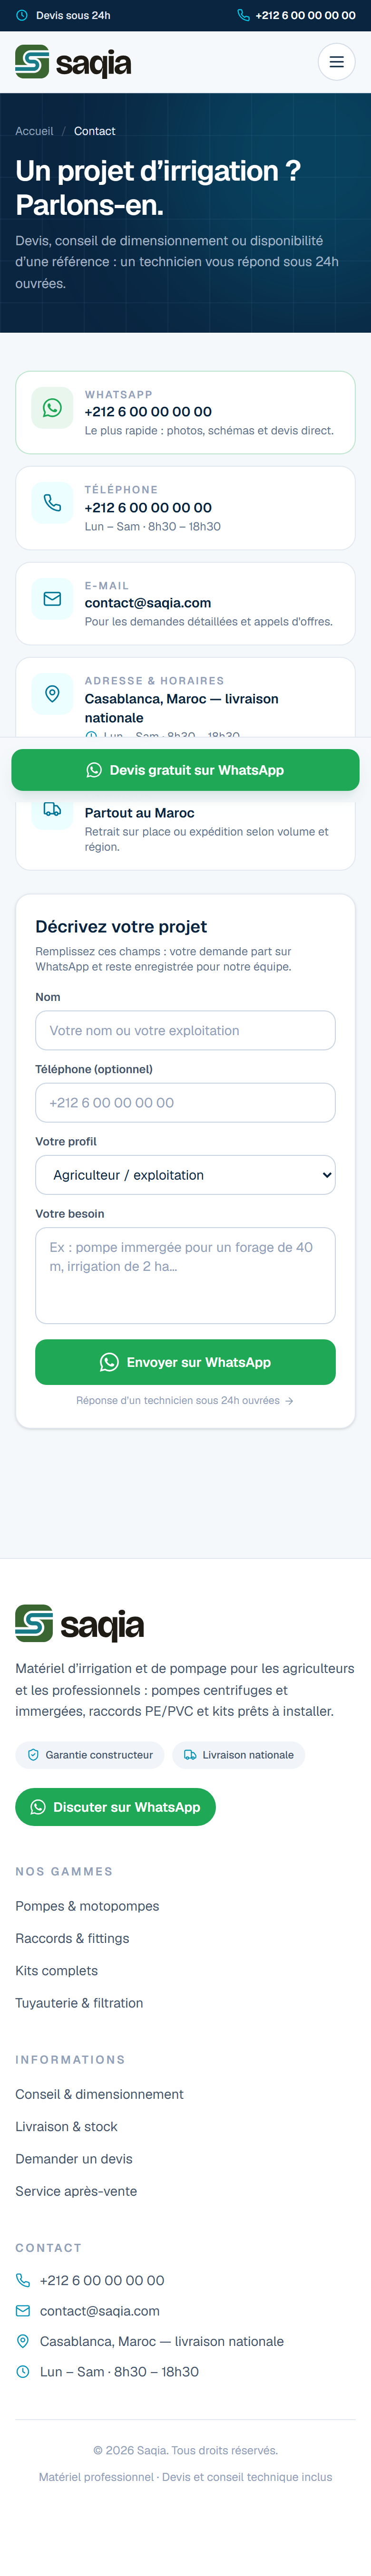 Devis sous 24h
+212 6 00 00 00 00
saqia
Accueil / Contact
Un projet d’irrigation ?
Parlons-en.
Devis, conseil de dimensionnement ou disponibilité
d’une référence : un technicien vous répond sous 24h
ouvrées.
WHATSAPP
+212 6 00 00 00 00
Le plus rapide : photos, schémas et devis direct.
TÉLÉPHONE
+212 6 00 00 00 00
Lun – Sam · 8h30 – 18h30
E-MAIL
contact@saqia.com
Pour les demandes détaillées et appels d'offres.
ADRESSE & HORAIRES
Casablanca, Maroc — livraison
nationale
Lun – Sam · 8h30 – 18h30
Devis gratuit sur WhatsApp
Partout au Maroc
Retrait sur place ou expédition selon volume et
région.
Décrivez votre projet
Remplissez ces champs : votre demande part sur
WhatsApp et reste enregistrée pour notre équipe.
Nom
Votre nom ou votre exploitation
Téléphone (optionnel)
+212 6 00 00 00 00
Votre profil
Agriculteur / exploitation
Votre besoin
Ex : pompe immergée pour un forage de 40
m, irrigation de 2 ha…
Envoyer sur WhatsApp
Réponse d’un technicien sous 24h ouvrées →
saqia
Matériel d’irrigation et de pompage pour les agriculteurs
et les professionnels : pompes centrifuges et
immergées, raccords PE/PVC et kits prêts à installer.
Garantie constructeur
Livraison nationale
Discuter sur WhatsApp
NOS GAMMES
Pompes & motopompes
Raccords & fittings
Kits complets
Tuyauterie & filtration
INFORMATIONS
Conseil & dimensionnement
Livraison & stock
Demander un devis
Service après-vente
CONTACT
+212 6 00 00 00 00
contact@saqia.com
Casablanca, Maroc — livraison nationale
Lun – Sam · 8h30 – 18h30
© 2026 Saqia. Tous droits réservés.
Matériel professionnel · Devis et conseil technique inclus